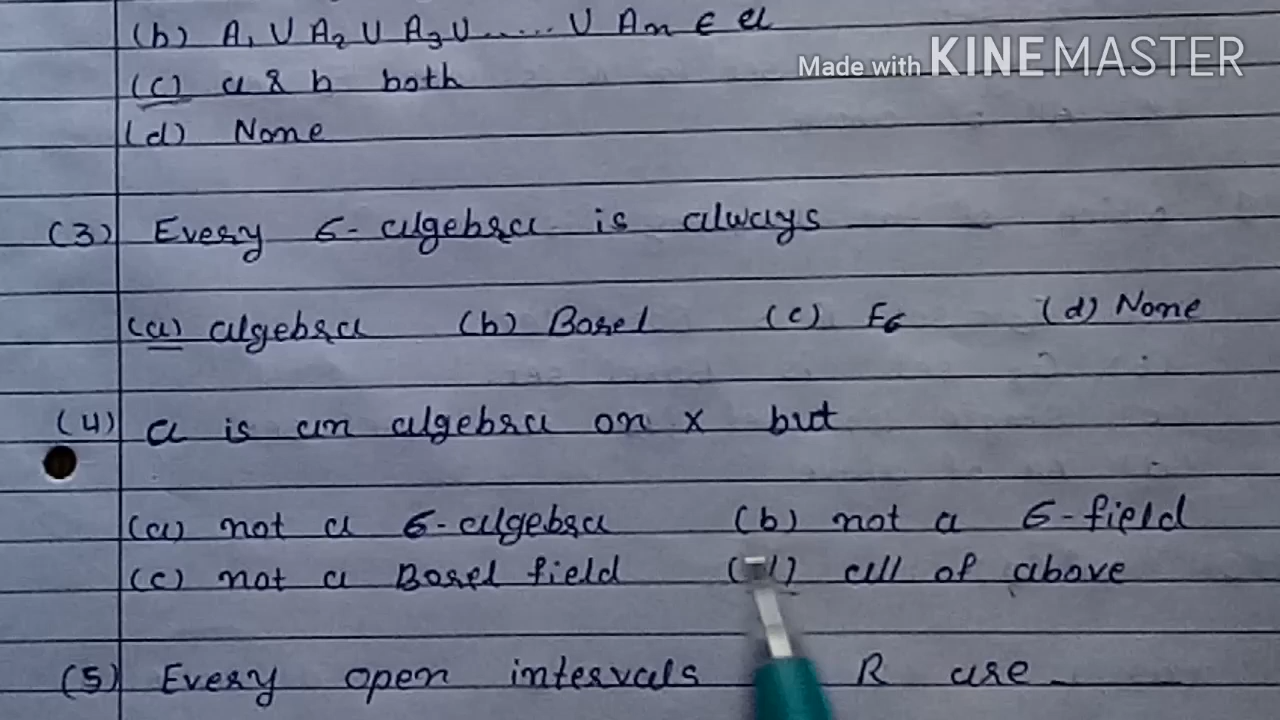 (b) A₁ ∪ A₂ ∪ A₃ ∪ ..... ∪ An ∈ a
Made with KINEMASTER
(c) a & b both
(d) None
(3) Every σ-algebra is always ____
(a) algebra (b) Borel (c) Fσ (d) None
(4) a is an algebra on x but
(a) not a σ-algebra (b) not a σ-field
(c) not a Borel field (d) all of above
(5) Every open intervals R are ____